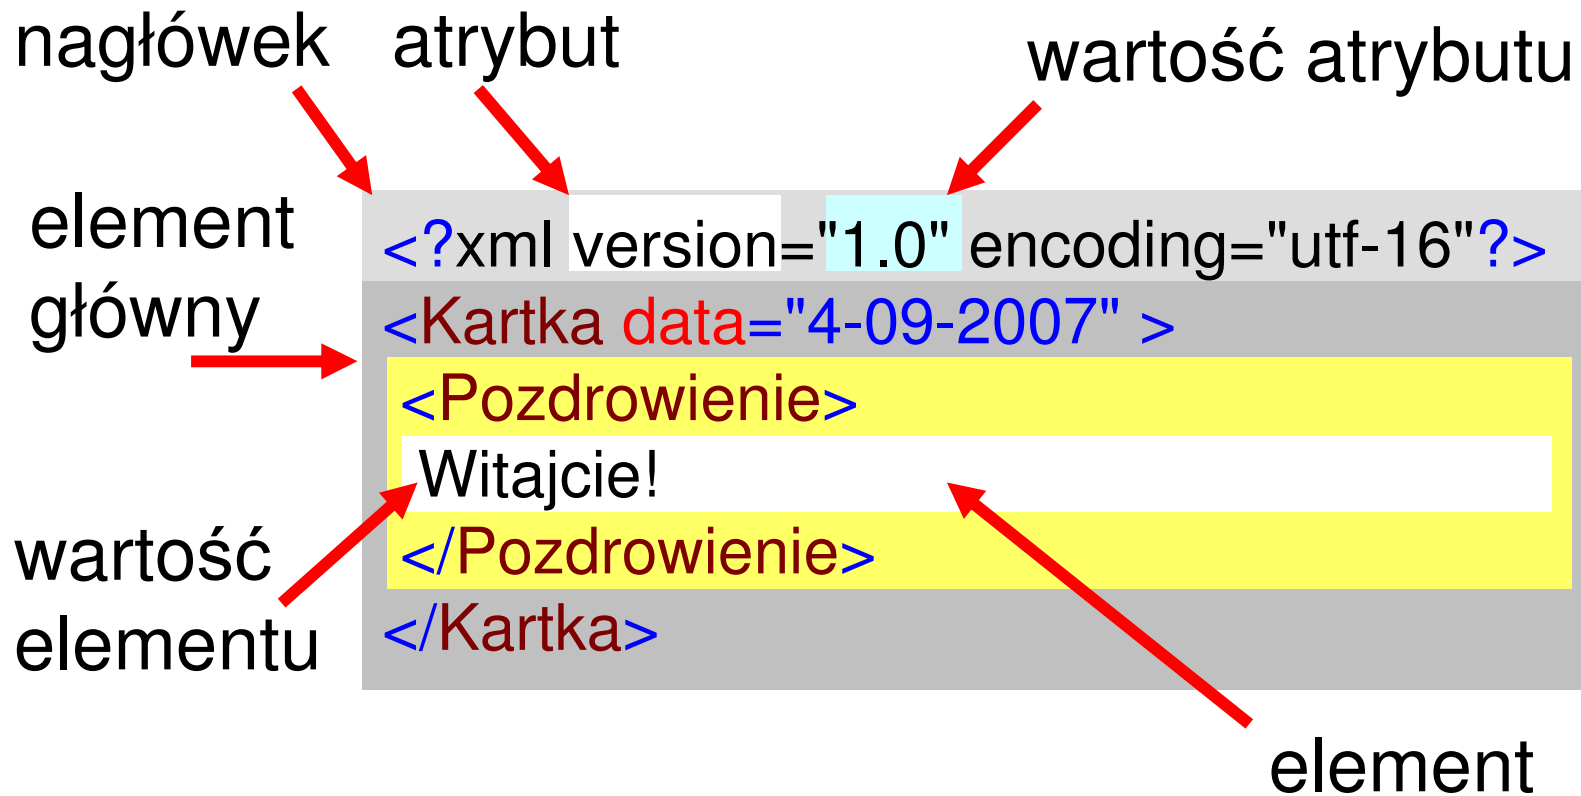 nagłówek atrybut wartość atrybutu
element
główny
<?xml version="1.0" encoding="utf-16"?>
<Kartka data="4-09-2007" >
<Pozdrowienie>
Witajcie!
</Pozdrowienie>
</Kartka>
wartość
elementu
element